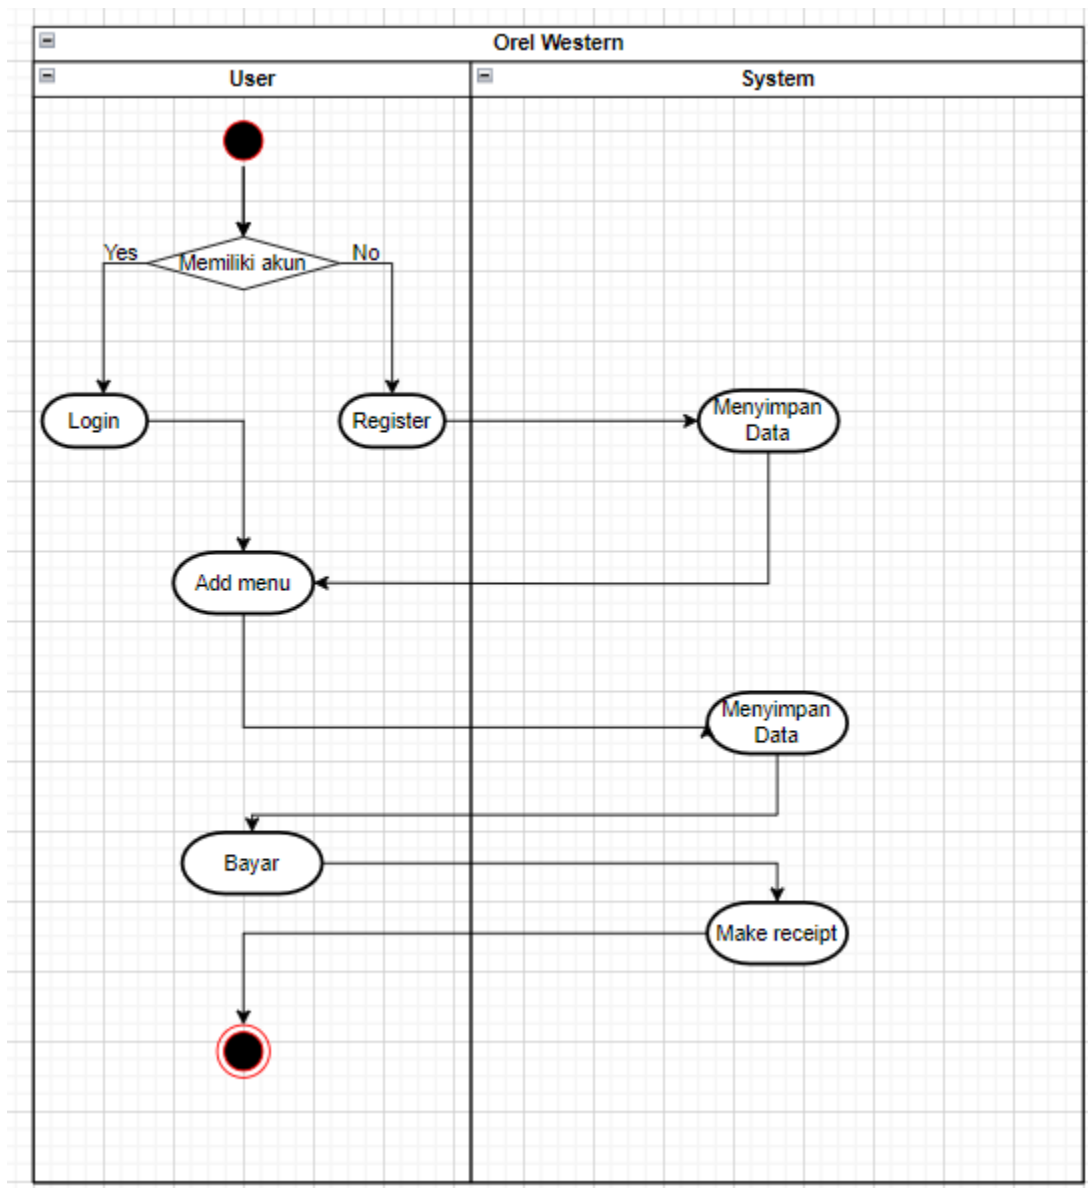 Orel Western
User
System
Yes
Memiliki akun
No
Login
Register
Menyimpan
Data
Add menu
Menyimpan
Data
Bayar
Make receipt